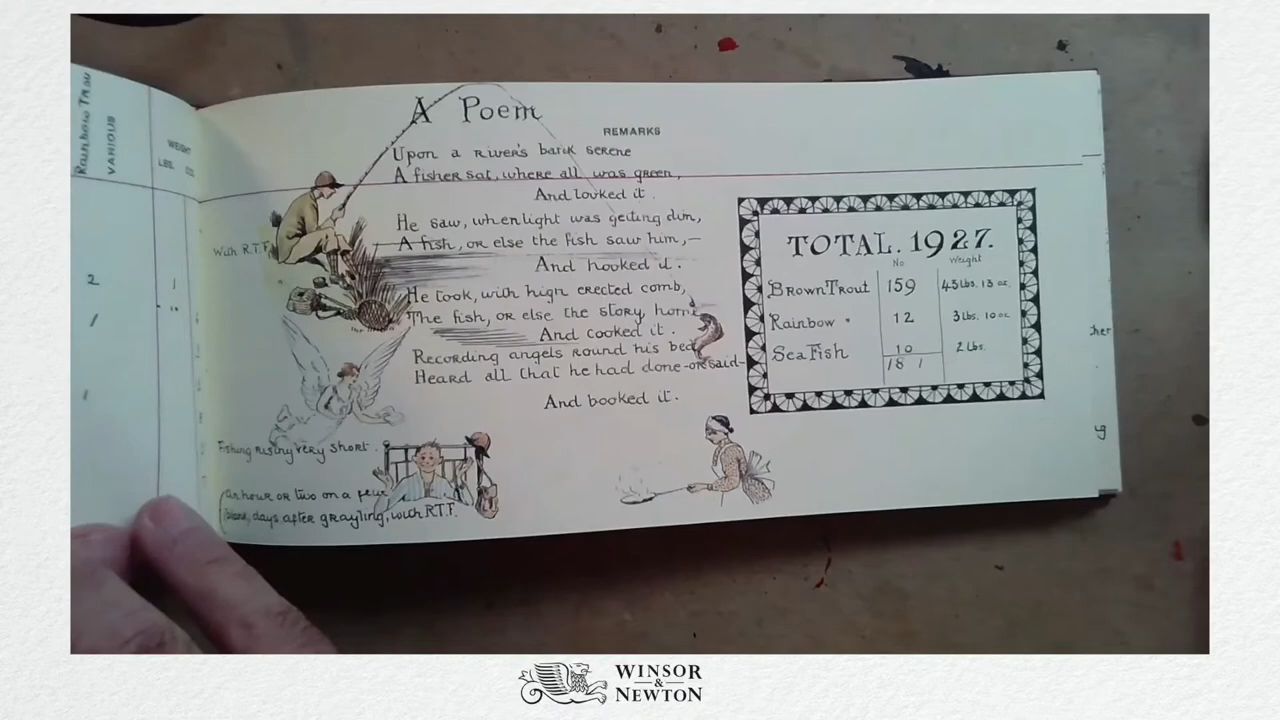 Rainbow Trou
VARIOUS
WEIGHT
LBS.
2
1
1
1
A Poem
REMARKS
Upon a river's bank serene
A fisher sat, where all was green,
And looked it.
He saw, when light was getting dim,
A fish, or else the fish saw him,—
And hooked it.
He took, with high erected comb,
The fish, or else the story, home
And cooked it.
Recording angels round his bed
Heard all that he had done -or said-
And booked it.
With R.T.F.
Fishing rising very short.
(An hour or two on a few
blank, days after grayling, with R.T.F.
TOTAL. 1927.
No Weight
Brown Trout 159 45 lbs. 13 oz.
Rainbow " 12 3 lbs. 10 oz
Sea Fish 10 2 lbs.
181
her
ug
WINSOR
&
NEWTON